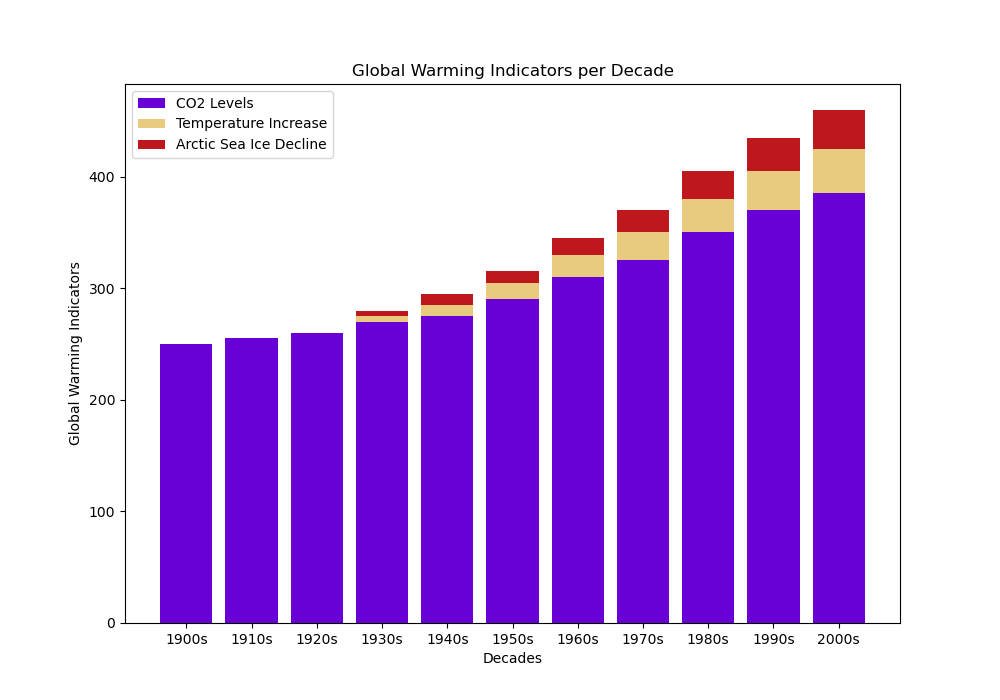 Global Warming Indicators per Decade
CO2 Levels
Temperature Increase
Arctic Sea Ice Decline
Global Warming Indicators
400
300
200
100
0
1900s 1910s 1920s 1930s 1940s 1950s 1960s 1970s 1980s 1990s 2000s
Decades